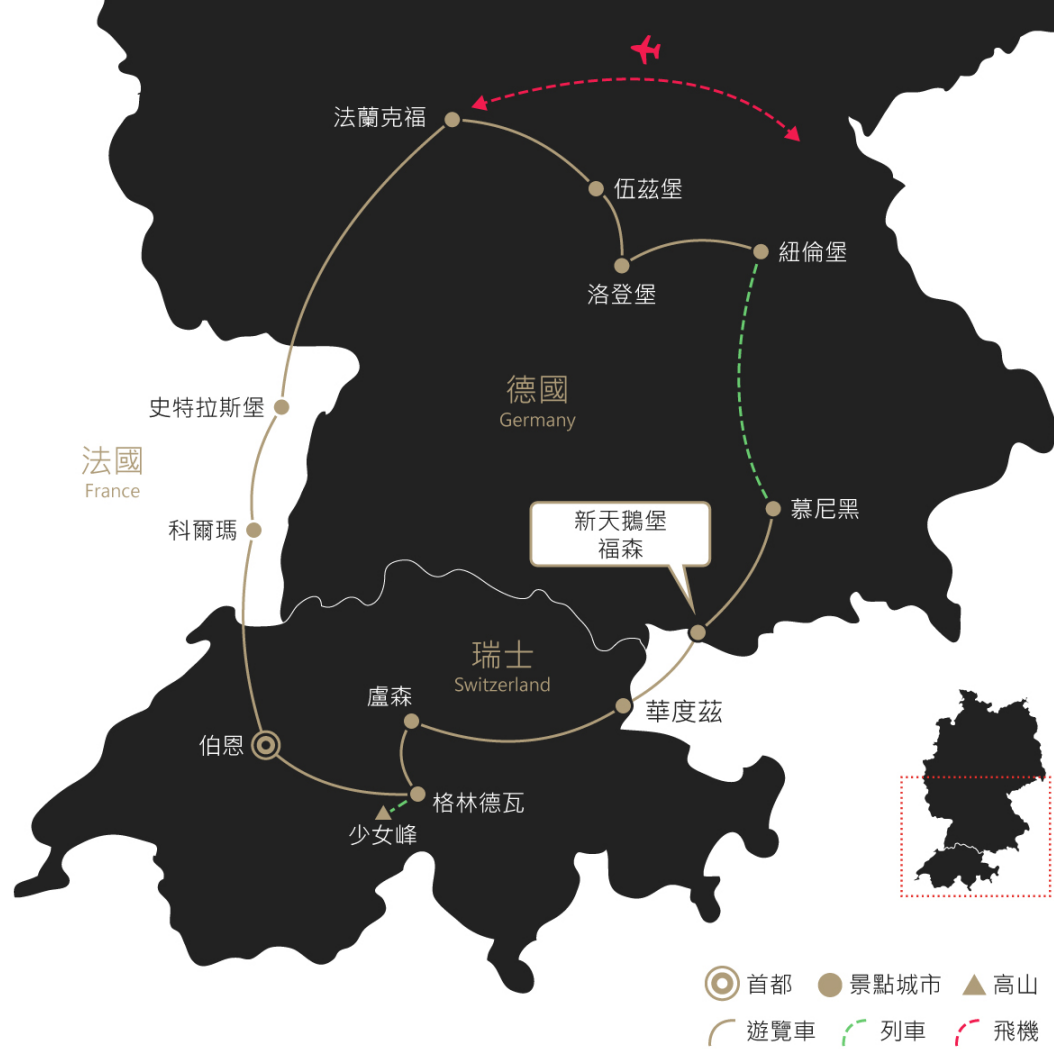 法蘭克福
伍茲堡
紐倫堡
洛登堡
德國
Germany
史特拉斯堡
法國
France
科爾瑪
慕尼黑
新天鵝堡
福森
瑞士
Switzerland
盧森
華度茲
伯恩
格林德瓦
少女峰
首都 景點城市 高山
遊覽車 列車 飛機